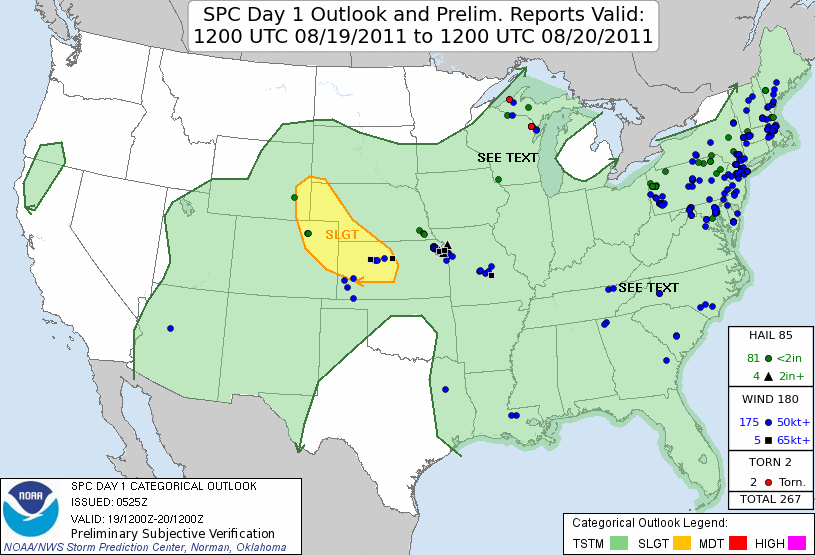 SPC Day 1 Outlook and Prelim. Reports Valid:
1200 UTC 08/19/2011 to 1200 UTC 08/20/2011
SEE TEXT
SLGT
SEE TEXT
HAIL 85
81 <2in
4 2in+
WIND 180
175 50kt+
5 65kt+
TORN 2
2 Torn.
TOTAL 267
NOAA
SPC DAY 1 CATEGORICAL OUTLOOK
ISSUED: 0525Z
VALID: 19/1200Z-20/1200Z
Preliminary Subjective Verification
NOAA/NWS Storm Prediction Center, Norman, Oklahoma
Categorical Outlook Legend:
TSTM SLGT MDT HIGH